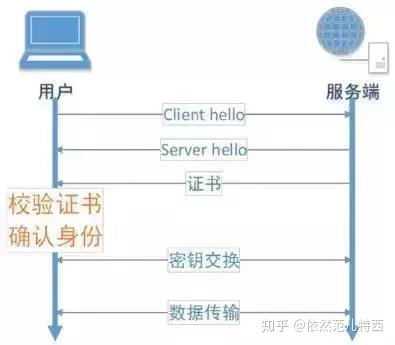 用户
服务端
Client hello
Server hello
证书
校验证书
确认身份
密钥交换
数据传输
知乎 @依然范儿特西